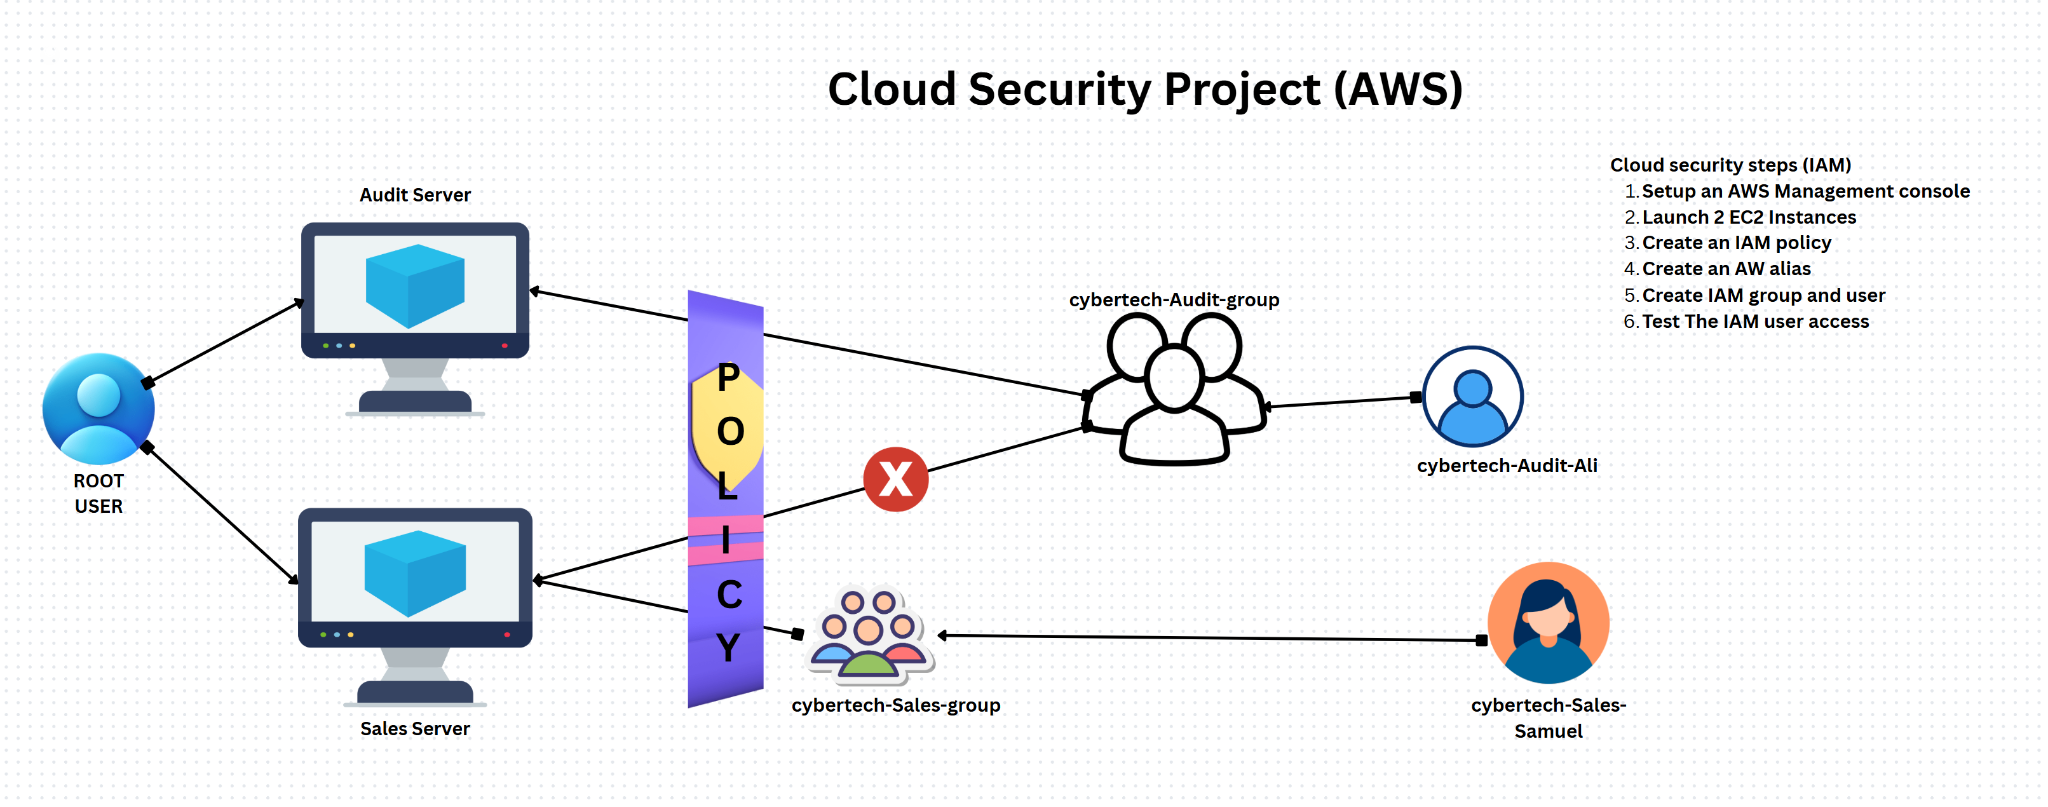 Cloud Security Project (AWS)
Cloud security steps (IAM)
1. Setup an AWS Management console
2. Launch 2 EC2 Instances
3. Create an IAM policy
4. Create an AW alias
5. Create IAM group and user
6. Test The IAM user access
Audit Server
ROOT
USER
Sales Server
P
O
L
I
C
Y
X
cybertech-Audit-group
cybertech-Audit-Ali
cybertech-Sales-group
cybertech-Sales-
Samuel